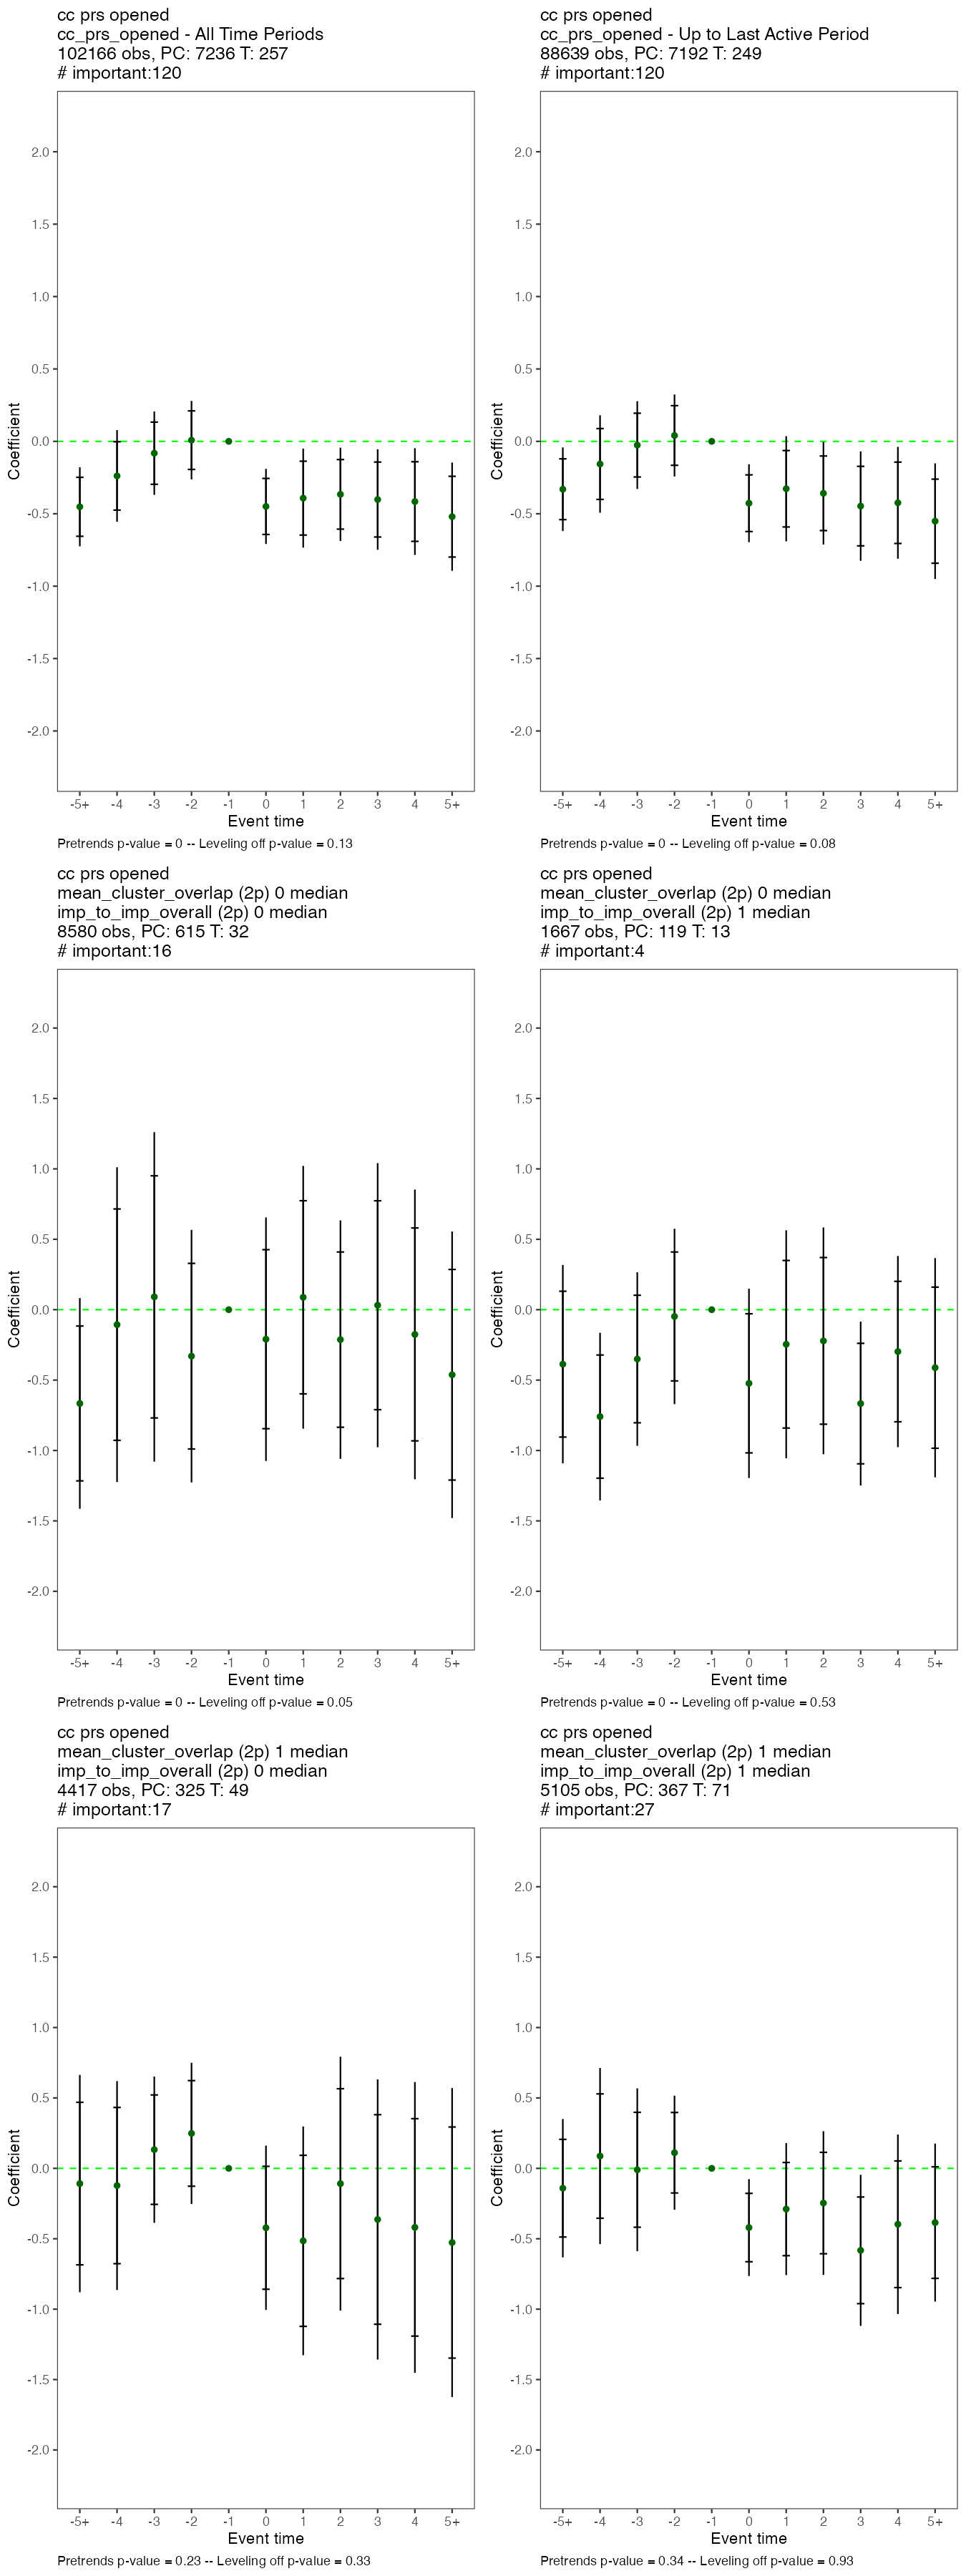 cc prs opened
cc_prs_opened - All Time Periods
102166 obs, PC: 7236 T: 257
# important:120
2.0
1.5
1.0
0.5
0.0
-0.5
-1.0
-1.5
-2.0
Coefficient
-5+ -4 -3 -2 -1 0 1 2 3 4 5+
Event time
Pretrends p-value = 0 -- Leveling off p-value = 0.13
cc prs opened
cc_prs_opened - Up to Last Active Period
88639 obs, PC: 7192 T: 249
# important:120
2.0
1.5
1.0
0.5
0.0
-0.5
-1.0
-1.5
-2.0
Coefficient
-5+ -4 -3 -2 -1 0 1 2 3 4 5+
Event time
Pretrends p-value = 0 -- Leveling off p-value = 0.08
cc prs opened
mean_cluster_overlap (2p) 0 median
imp_to_imp_overall (2p) 0 median
8580 obs, PC: 615 T: 32
# important:16
2.0
1.5
1.0
0.5
0.0
-0.5
-1.0
-1.5
-2.0
Coefficient
-5+ -4 -3 -2 -1 0 1 2 3 4 5+
Event time
Pretrends p-value = 0 -- Leveling off p-value = 0.05
cc prs opened
mean_cluster_overlap (2p) 0 median
imp_to_imp_overall (2p) 1 median
1667 obs, PC: 119 T: 13
# important:4
2.0
1.5
1.0
0.5
0.0
-0.5
-1.0
-1.5
-2.0
Coefficient
-5+ -4 -3 -2 -1 0 1 2 3 4 5+
Event time
Pretrends p-value = 0 -- Leveling off p-value = 0.53
cc prs opened
mean_cluster_overlap (2p) 1 median
imp_to_imp_overall (2p) 0 median
4417 obs, PC: 325 T: 49
# important:17
2.0
1.5
1.0
0.5
0.0
-0.5
-1.0
-1.5
-2.0
Coefficient
-5+ -4 -3 -2 -1 0 1 2 3 4 5+
Event time
Pretrends p-value = 0.23 -- Leveling off p-value = 0.33
cc prs opened
mean_cluster_overlap (2p) 1 median
imp_to_imp_overall (2p) 1 median
5105 obs, PC: 367 T: 71
# important:27
2.0
1.5
1.0
0.5
0.0
-0.5
-1.0
-1.5
-2.0
Coefficient
-5+ -4 -3 -2 -1 0 1 2 3 4 5+
Event time
Pretrends p-value = 0.34 -- Leveling off p-value = 0.93